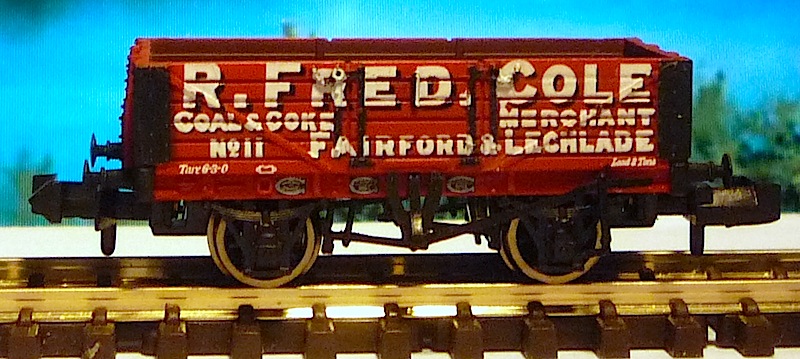 R. FRED. COLE
COAL & COKE MERCHANT
No 11 FAIRFORD & LECHLADE
Tare 6-3-0 Load 8 Tons